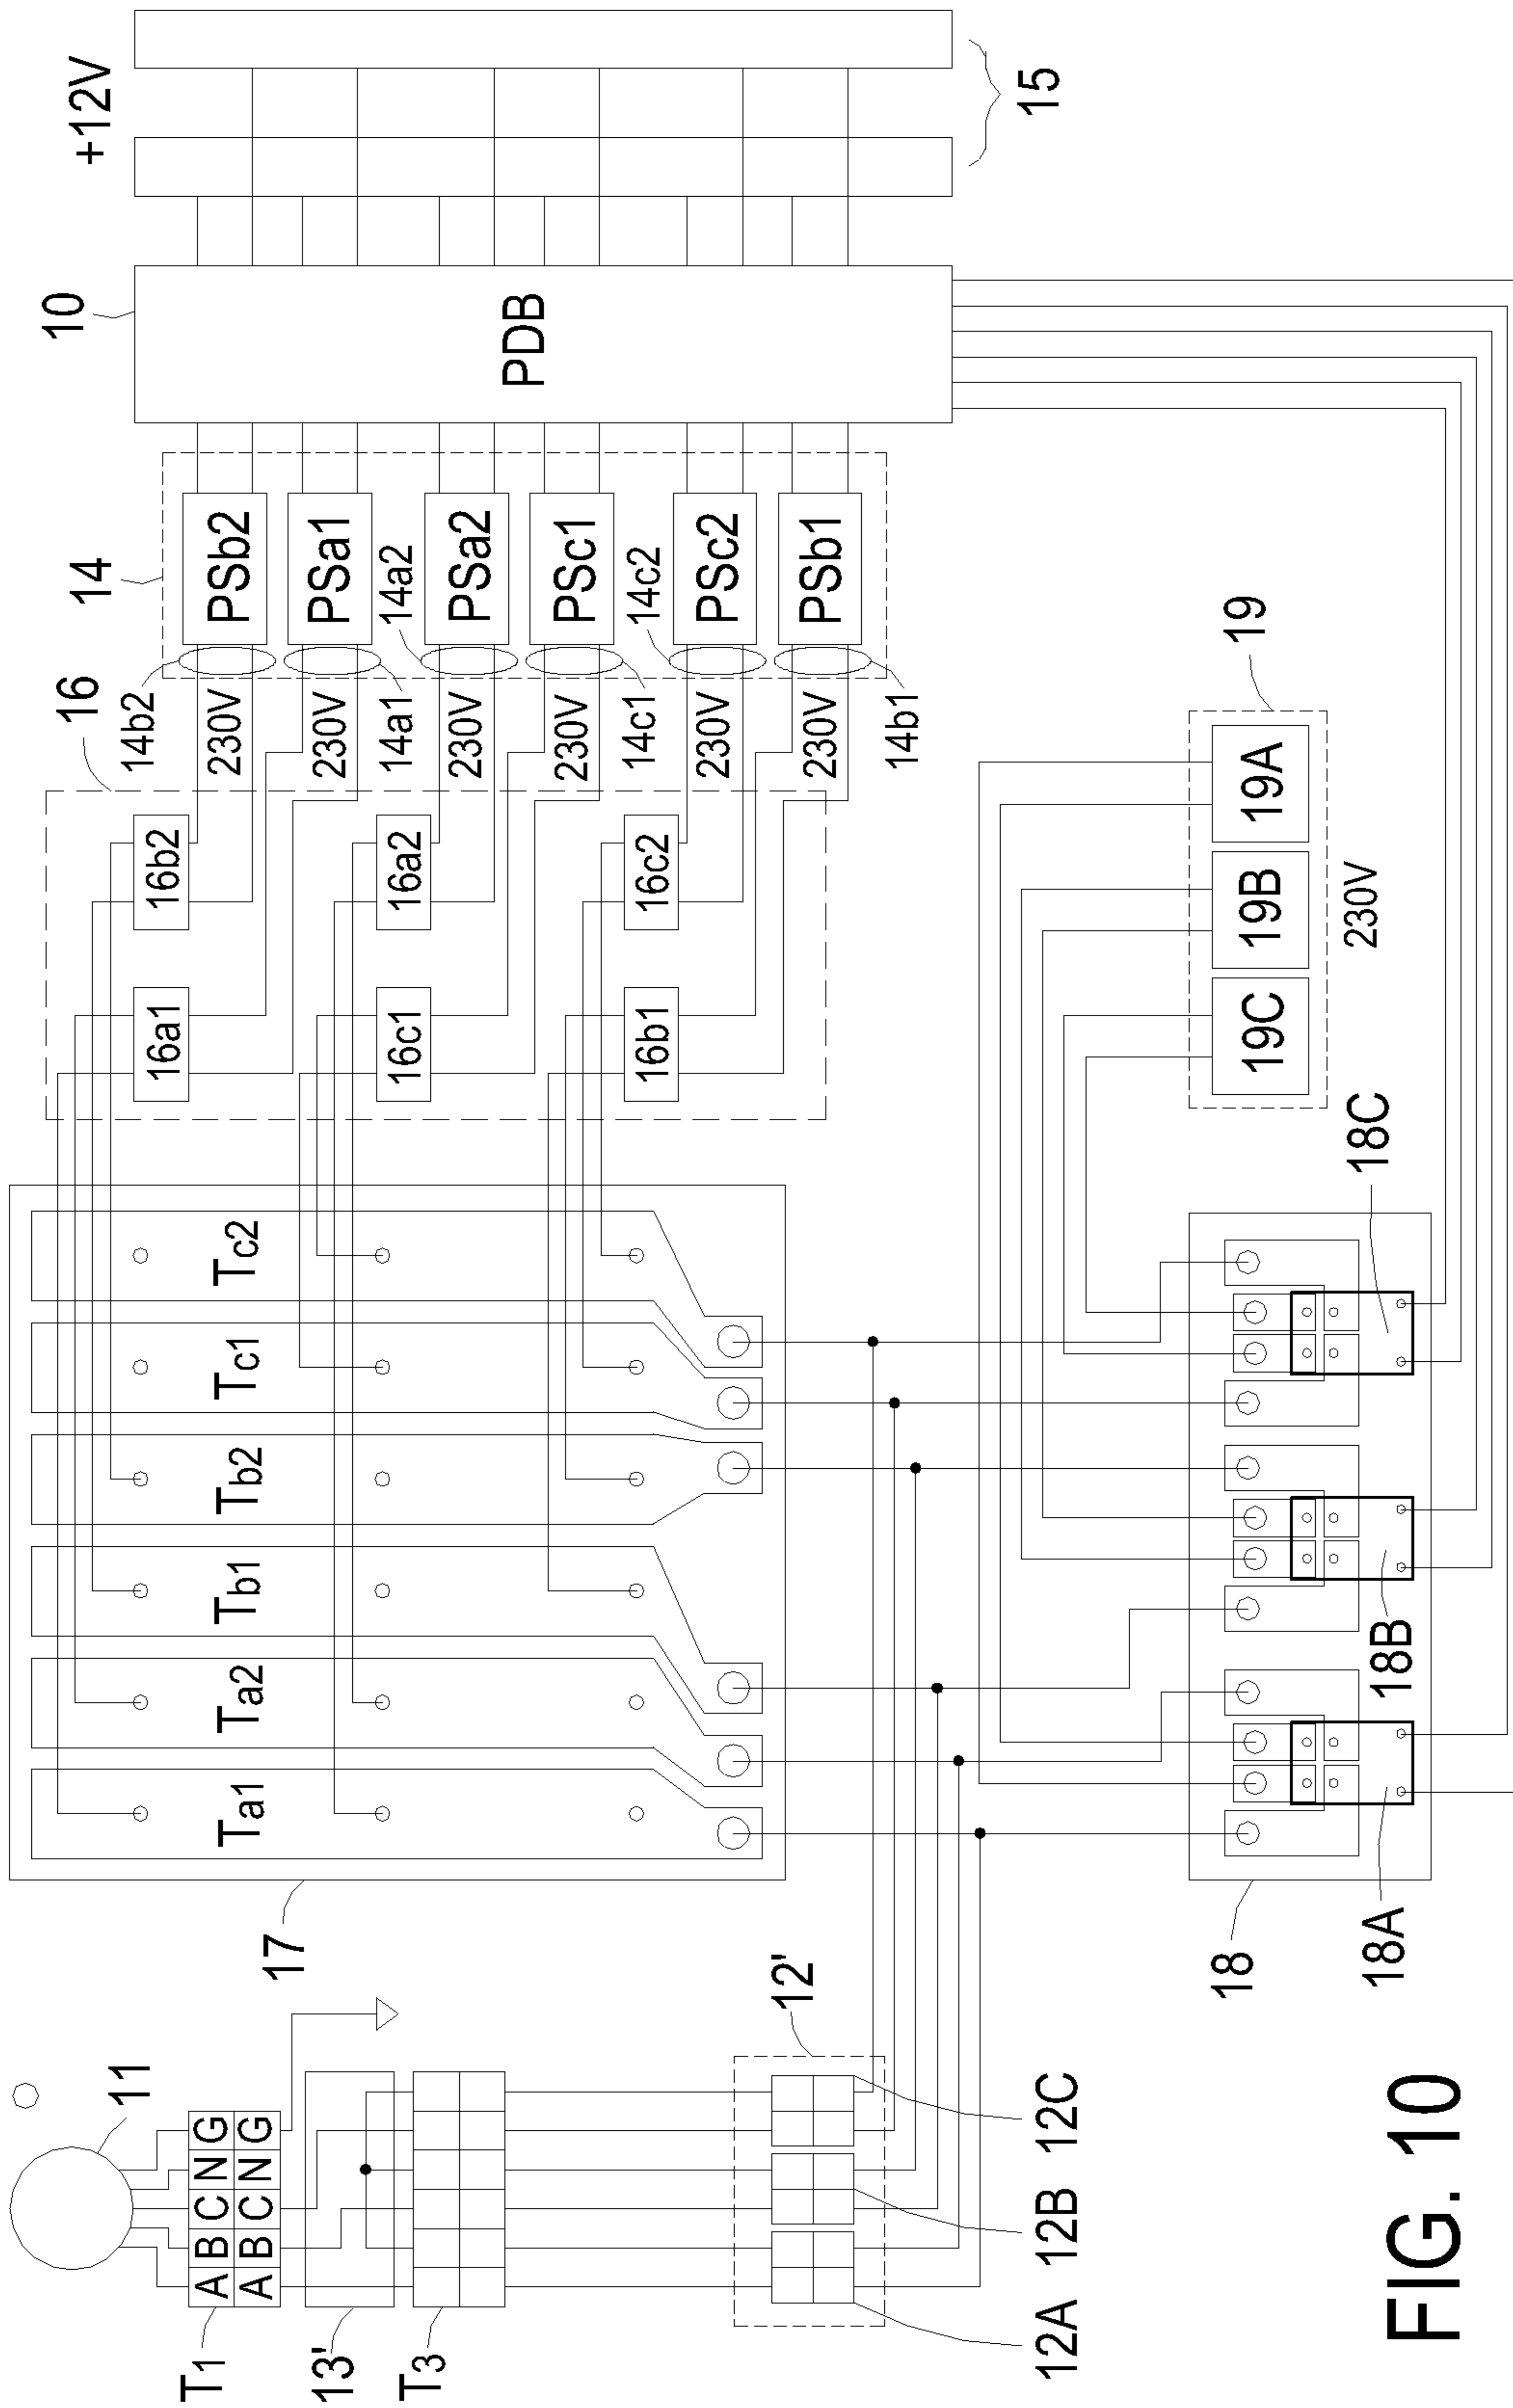 +12V
15
10
PDB
14
PSb2
PSa1
PSa2
PSc1
PSc2
PSb1
14b2
14a1
14a2
14c1
14c2
14b1
230V
230V
230V
230V
230V
230V
16
16b2
16a2
16c2
16a1
16c1
16b1
Tc2
Tc1
Tb2
Tb1
Ta2
Ta1
17
19
19A
19B
19C
230V
18C
18B
18A
18
11
A B C N G
A B C N G
T1
13'
T3
12'
12A
12B
12C
FIG. 10